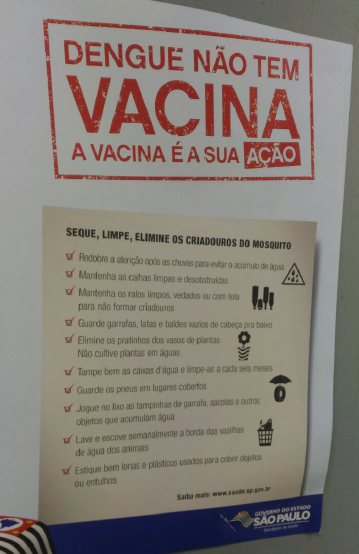 DENGUE NÃO TEM
VACINA
A VACINA É A SUA AÇÃO
SEQUE, LIMPE, ELIMINE OS CRIADOUROS DO MOSQUITO
Redobre a atenção após as chuvas para evitar o acúmulo de água
Mantenha as calhas limpas e desobstruídas
Mantenha os ralos limpos, vedados ou com tela
para não formar criadouros
Guarde garrafas, latas e baldes vazios de cabeça pra baixo
Elimine os pratinhos dos vasos de plantas
Não cultive plantas em águas
Tampe bem as caixas d'água e limpe-as a cada seis meses
Guarde os pneus em lugares cobertos
Jogue no lixo as tampinhas de garrafa, sacolas e outros
objetos que acumulam água
Lave e escove semanalmente a borda das vasilhas
de água dos animais
Estique bem lonas e plásticos usados para cobrir objetos
ou entulhos
Saiba mais: www.saude.sp.gov.br
GOVERNO DO ESTADO
SÃO PAULO
Secretaria da Saúde